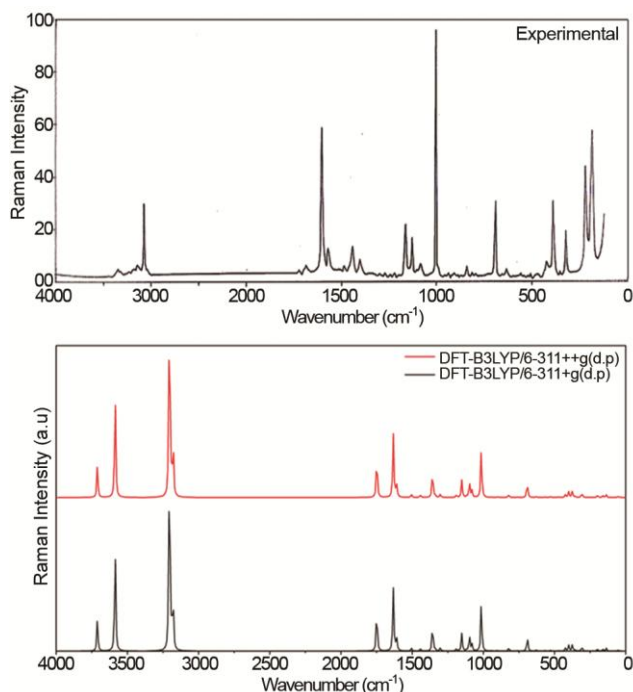 Experimental
100
80
60
40
20
00
Raman Intensity
4000 3000 2000 1500 1000 500 0
Wavenumber (cm-1)
DFT-B3LYP/6-311++g(d.p)
DFT-B3LYP/6-311+g(d.p)
Raman Intensity (a.u)
4000 3500 3000 2500 2000 1500 1000 500 0
Wavenumber (cm-1)